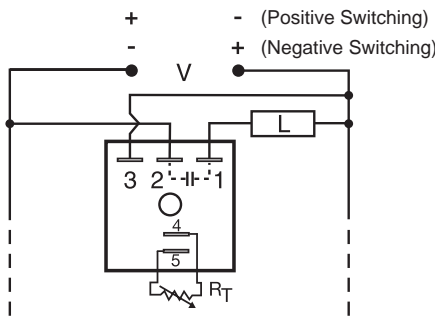 + - (Positive Switching)
- + (Negative Switching)
V
L
3 2 1
4
5
RT